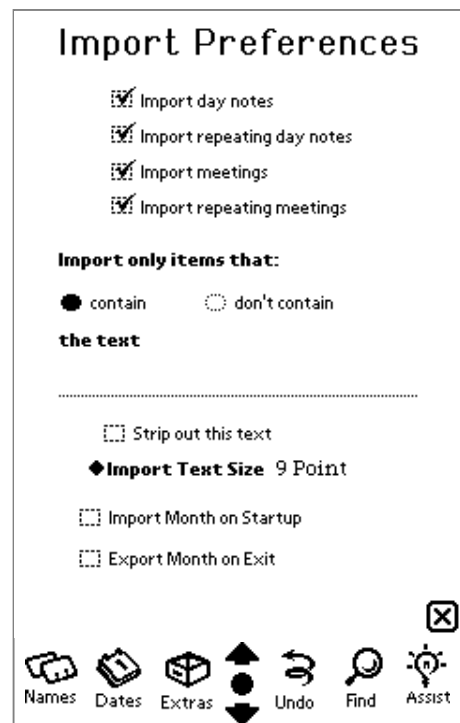 Import Preferences
Import day notes
Import repeating day notes
Import meetings
Import repeating meetings
Import only items that:
contain don't contain
the text
Strip out this text
Import Text Size 9 Point
Import Month on Startup
Export Month on Exit
Names Dates Extras Undo Find Assist